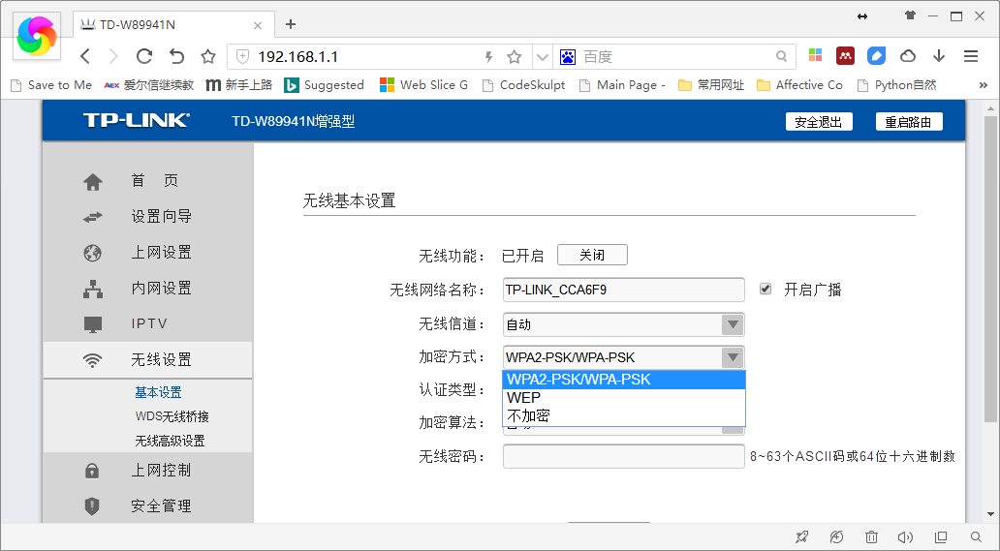 TD-W89941N
192.168.1.1
百度
Save to Me
AEX 爱尔信继续教
新手上路
Suggested
Web Slice G
CodeSkulpt
Main Page -
常用网址
Affective Co
Python自然
TP-LINK
TD-W89941N增强型
安全退出
重启路由
首 页
设置向导
上网设置
内网设置
IPTV
无线设置
基本设置
WDS无线桥接
无线高级设置
上网控制
安全管理
无线基本设置
无线功能: 已开启 关闭
无线网络名称: TP-LINK_CCA6F9 开启广播
无线信道: 自动
加密方式: WPA2-PSK/WPA-PSK
WPA2-PSK/WPA-PSK
WEP
不加密
认证类型:
加密算法:
无线密码: 8~63个ASCII码或64位十六进制数